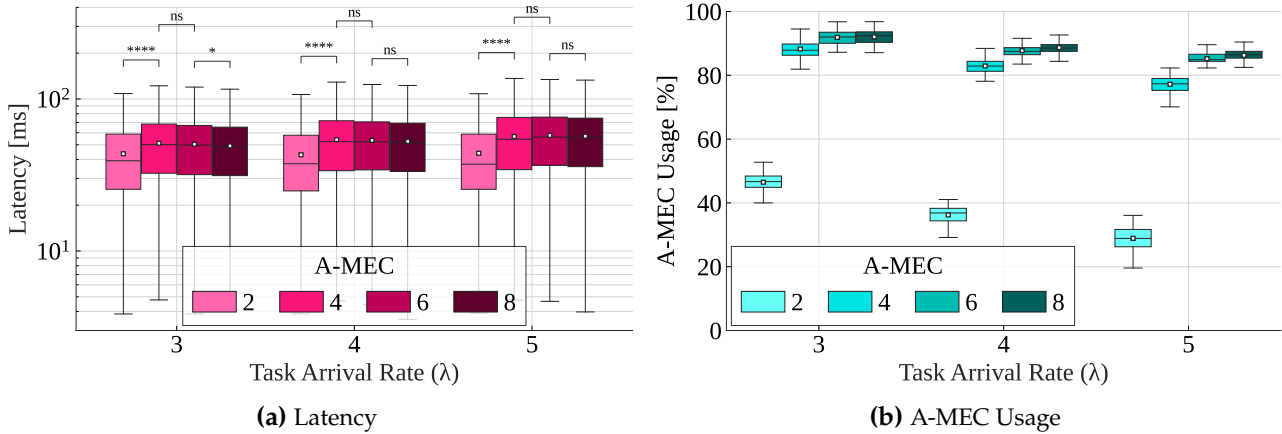 ns
ns
ns
****
*
****
ns
****
ns
Latency [ms]
10²
10¹
A-MEC
2 4 6 8
3 4 5
Task Arrival Rate (λ)
(a) Latency
A-MEC Usage [%]
100
80
60
40
20
0
A-MEC
2 4 6 8
3 4 5
Task Arrival Rate (λ)
(b) A-MEC Usage